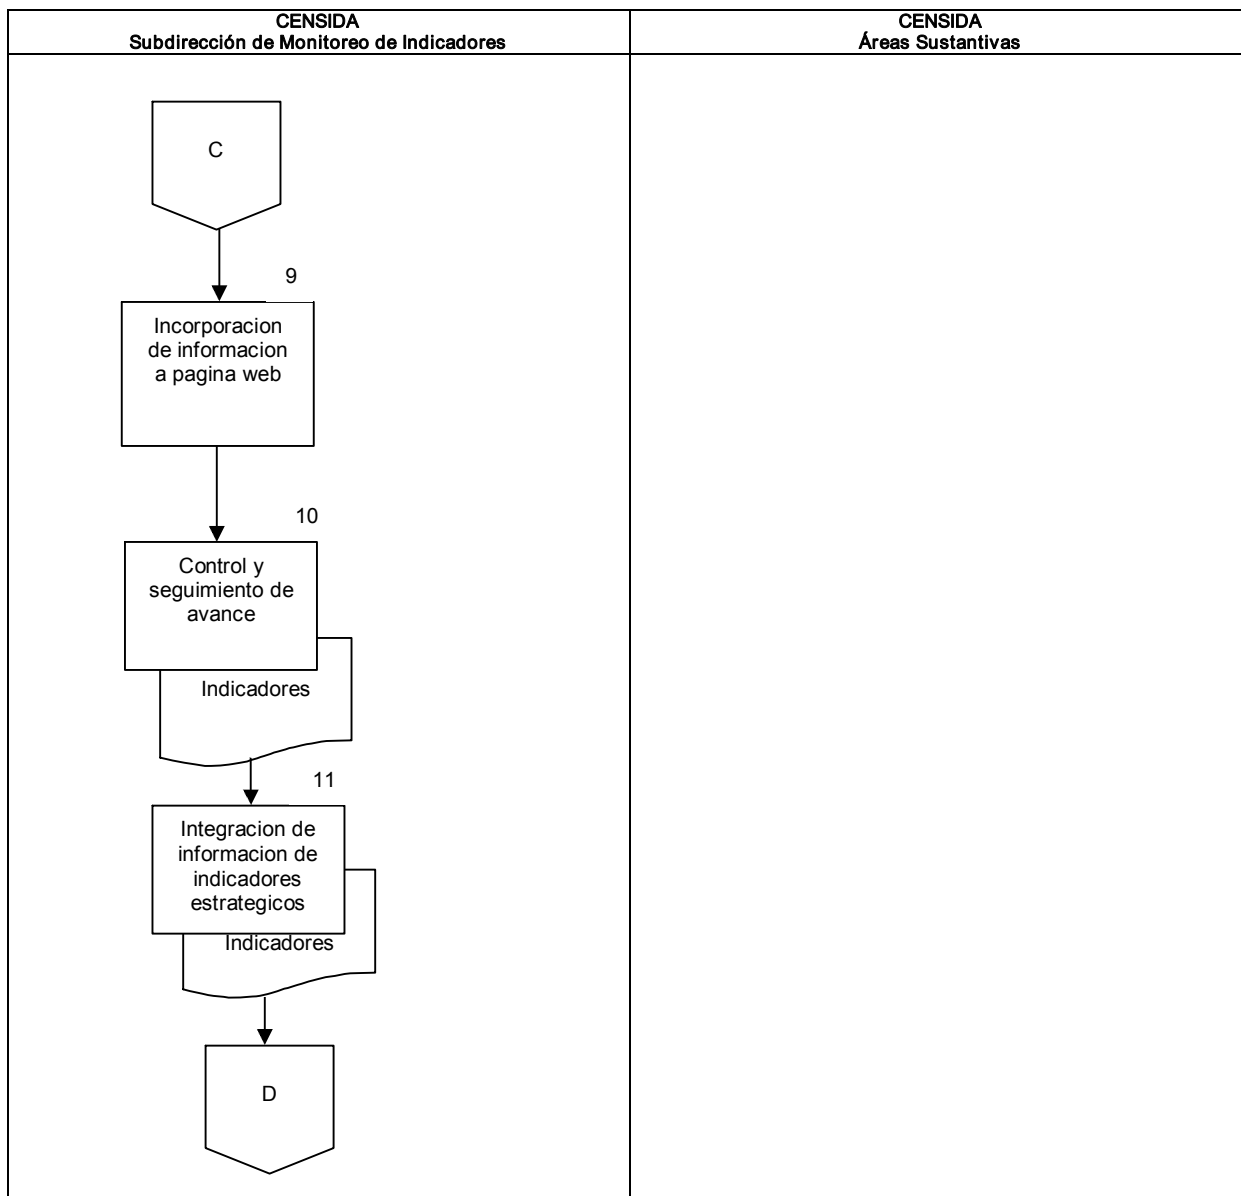 CENSIDA
Subdirección de Monitoreo de Indicadores
CENSIDA
Áreas Sustantivas
C
9
Incorporacion
de informacion
a pagina web
10
Control y
seguimiento de
avance
Indicadores
11
Integracion de
informacion de
indicadores
estrategicos
Indicadores
D